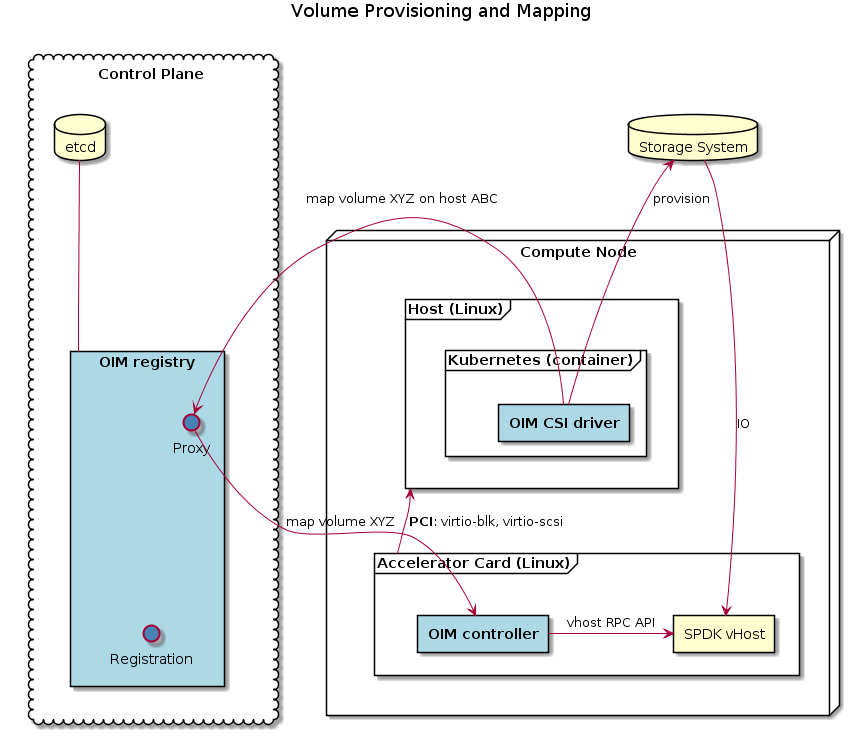 Volume Provisioning and Mapping
Control Plane
etcd
Storage System
map volume XYZ on host ABC
provision
Compute Node
Host (Linux)
OIM registry
Kubernetes (container)
OIM CSI driver
IO
Proxy
map volume XYZ
PCI: virtio-blk, virtio-scsi
Accelerator Card (Linux)
vhost RPC API
OIM controller
SPDK vHost
Registration